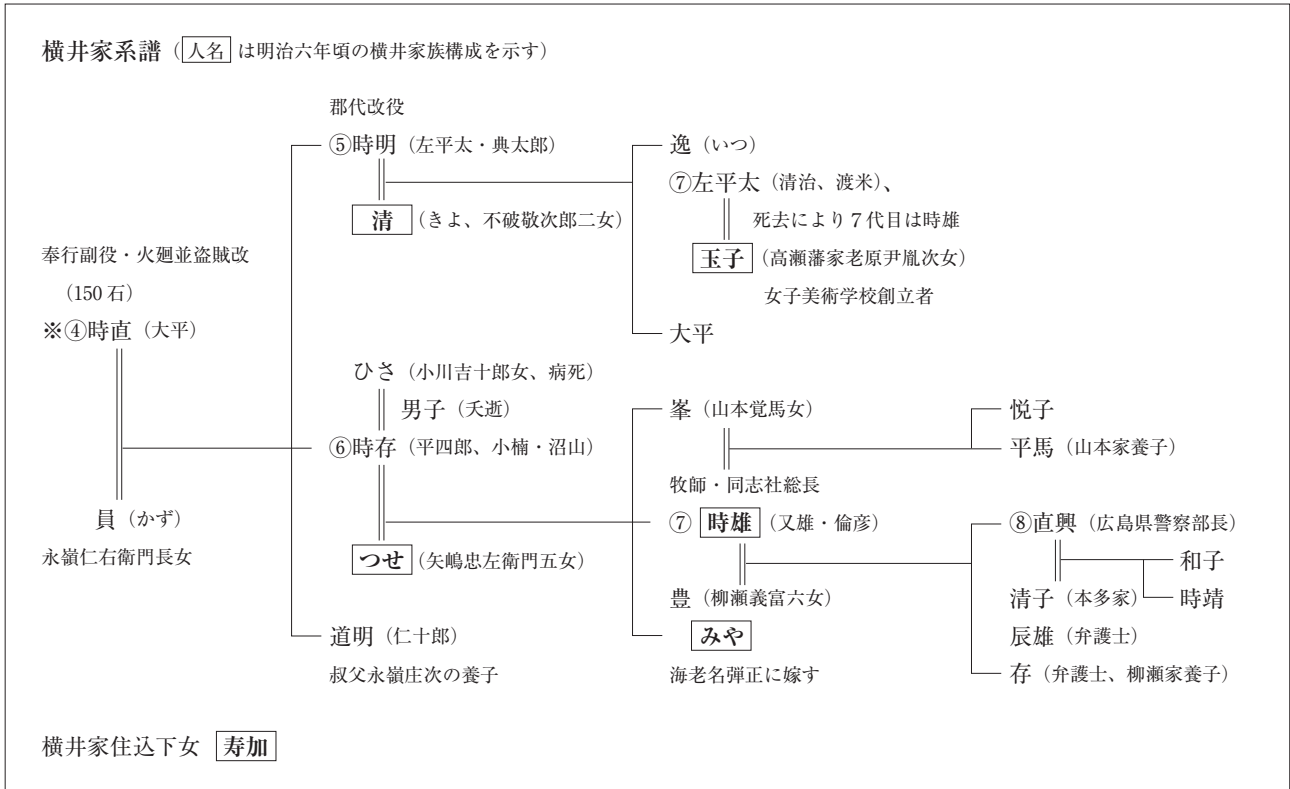 横井家系譜（人名 は明治六年頃の横井家族構成を示す）
奉行副役・火廻並盗賊改
（150 石）
※④時直（大平）
員（かず）
永嶺仁右衛門長女
郡代改役
⑤時明（左平太・典太郎）
清（きよ、不破敬次郎二女）
ひさ（小川吉十郎女、病死）
男子（夭逝）
⑥時存（平四郎、小楠・沼山）
つせ（矢嶋忠左衛門五女）
道明（仁十郎）
叔父永嶺庄次の養子
逸（いつ）
⑦左平太（清治、渡米）、
死去により７代目は時雄
玉子（高瀬藩家老原尹胤次女）
女子美術学校創立者
大平
峯（山本覚馬女）
牧師・同志社総長
⑦ 時雄（又雄・倫彦）
豊（柳瀬義富六女）
みや
海老名弾正に嫁す
悦子
平馬（山本家養子）
⑧直興（広島県警察部長）
和子
清子（本多家）
時靖
辰雄（弁護士）
存（弁護士、柳瀬家養子）
横井家住込下女 寿加